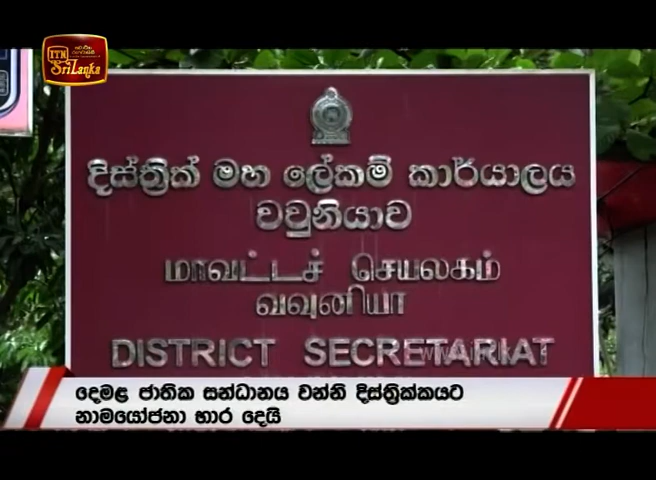 ITN
Sri Lanka
දිස්ත්‍රික් මහ ලේකම් කාර්යාලය
වවුනියාව
மாவட்டச் செயலகம்
வவுனியா
DISTRICT SECRETARIAT
දෙමළ ජාතික සන්ධානය වන්නි දිස්ත්‍රික්කයට
නාමයෝජනා භාර දෙයි